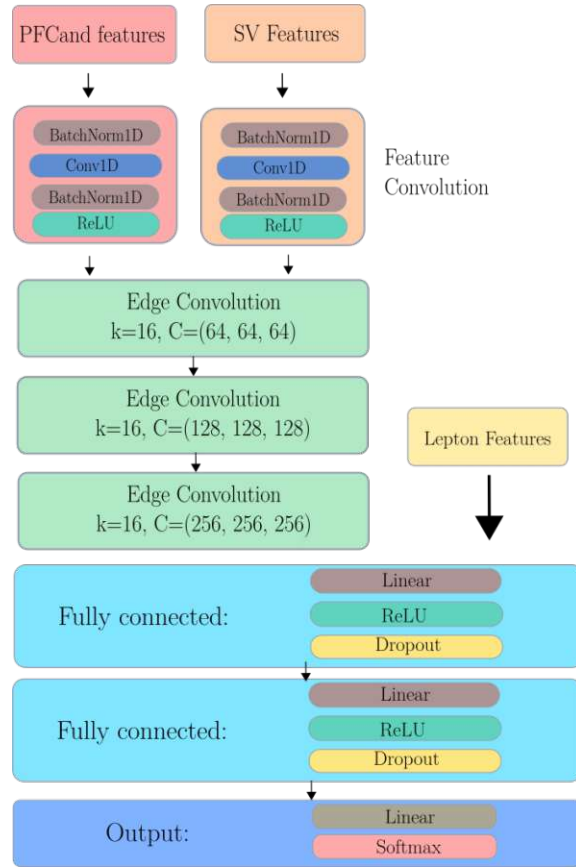 PFCand features
SV Features
BatchNorm1D
Conv1D
BatchNorm1D
ReLU
BatchNorm1D
Conv1D
BatchNorm1D
ReLU
Feature
Convolution
Edge Convolution
k=16, C=(64, 64, 64)
Edge Convolution
k=16, C=(128, 128, 128)
Lepton Features
Edge Convolution
k=16, C=(256, 256, 256)
Fully connected:
Linear
ReLU
Dropout
Fully connected:
Linear
ReLU
Dropout
Output:
Linear
Softmax